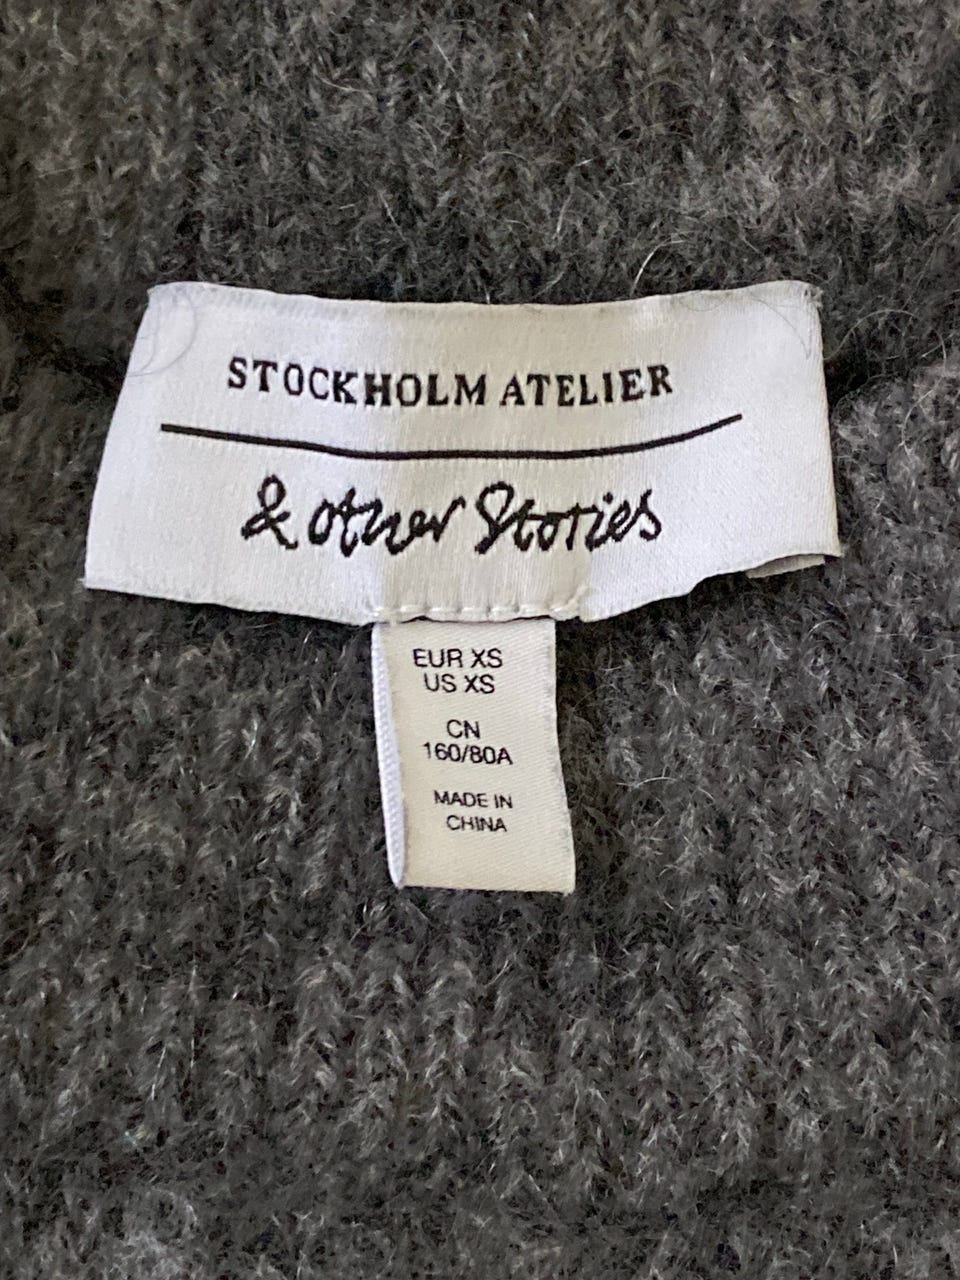 STOCKHOLM ATELIER
& other Stories
EUR XS
US XS
CN
160/80A
MADE IN
CHINA